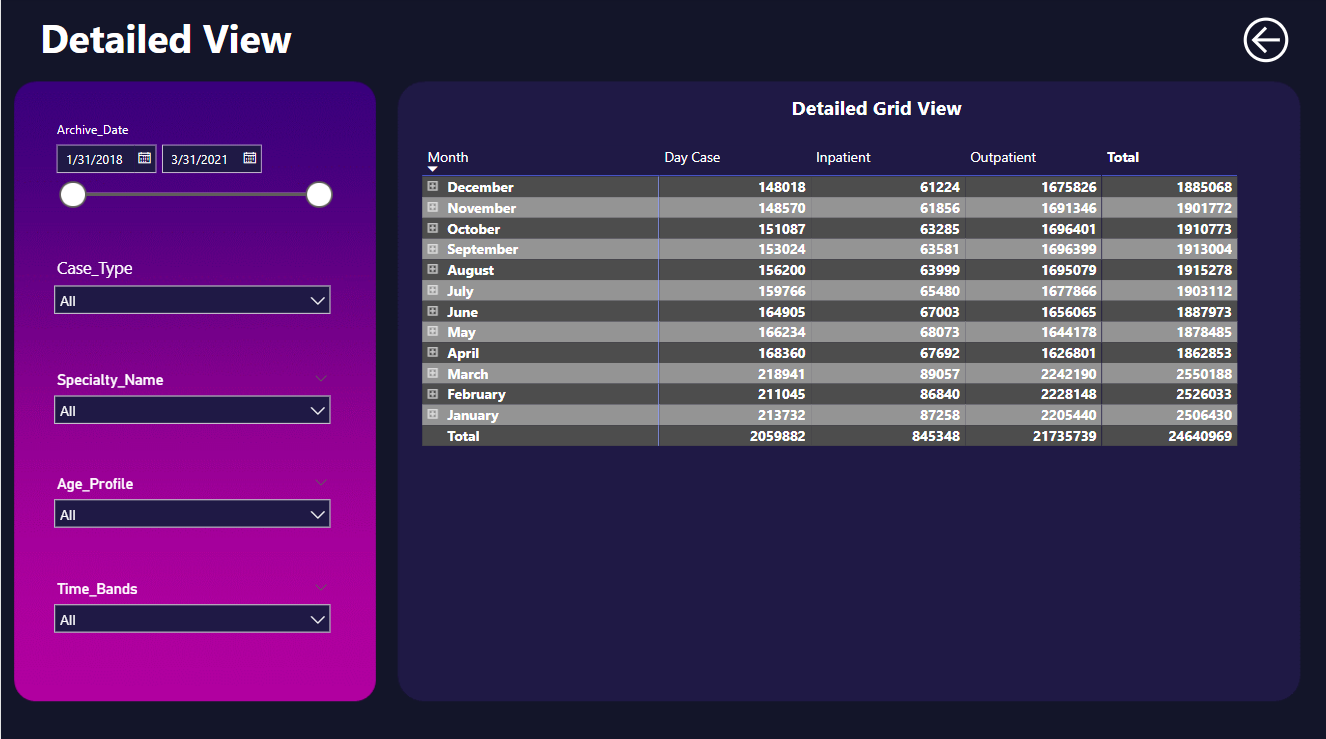 Detailed View
Archive_Date
1/31/2018 3/31/2021
Case_Type
All
Specialty_Name
All
Age_Profile
All
Time_Bands
All
Detailed Grid View
Month Day Case Inpatient Outpatient Total
December 148018 61224 1675826 1885068
November 148570 61856 1691346 1901772
October 151087 63285 1696401 1910773
September 153024 63581 1696399 1913004
August 156200 63999 1695079 1915278
July 159766 65480 1677866 1903112
June 164905 67003 1656065 1887973
May 166234 68073 1644178 1878485
April 168360 67692 1626801 1862853
March 218941 89057 2242190 2550188
February 211045 86840 2228148 2526033
January 213732 87258 2205440 2506430
Total 2059882 845348 21735739 24640969